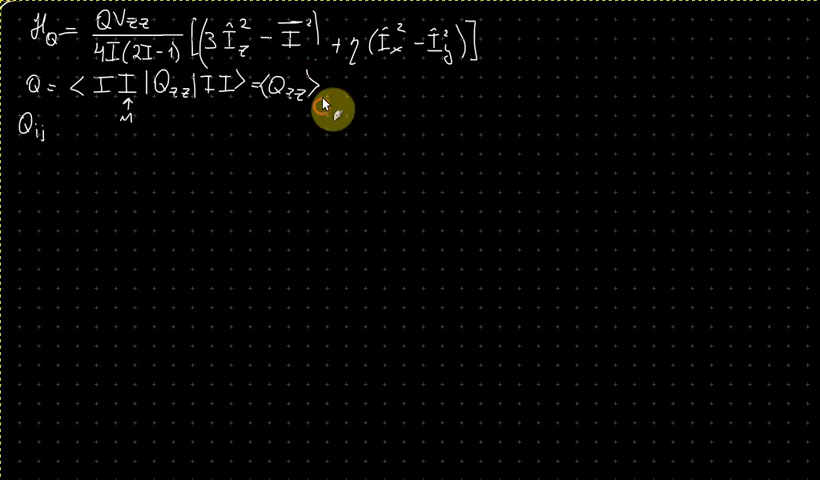 ℋ_Q = QV_zz / 4I(2I-1) [(3Î_z² - I²) + η(Î_x² - Î_y²)]
Q = < I I |Q_zz| I I > = <Q_zz>
↑
M
Q_ij